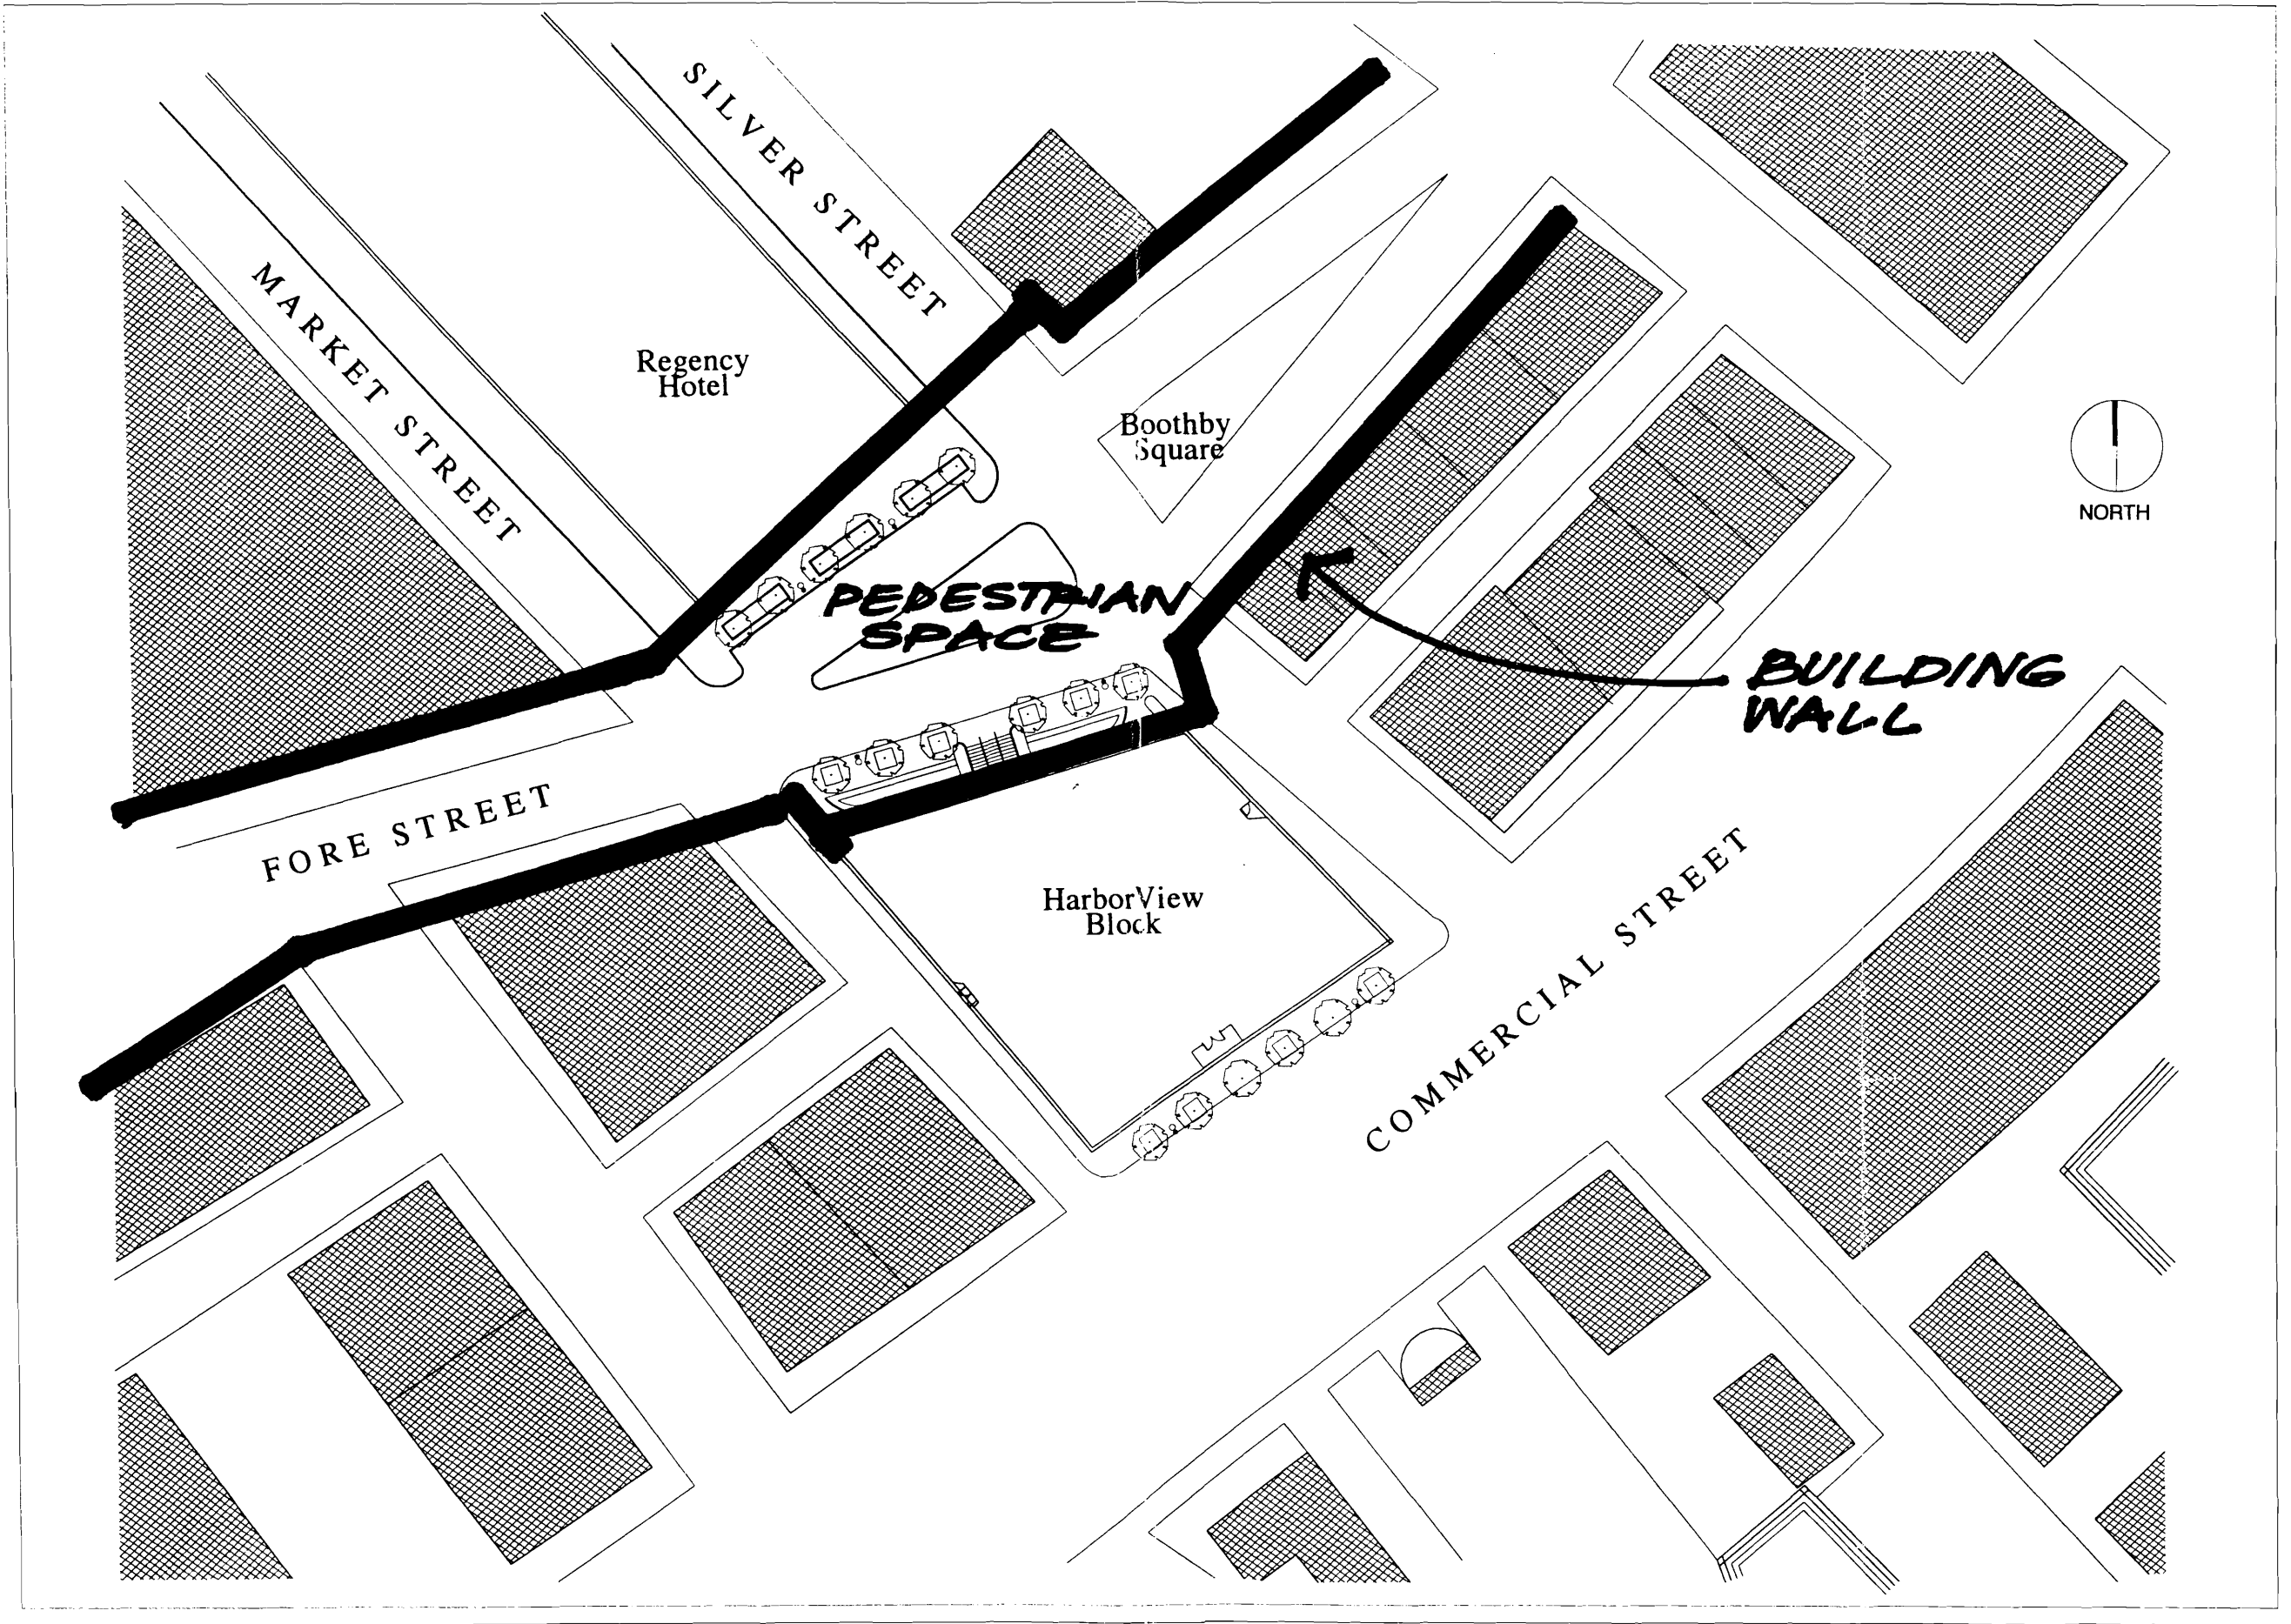 SILVER STREET
MARKET STREET
Regency
Hotel
Boothby
Square
NORTH
PEDESTRIAN
SPACE
BUILDING
WALL
FORE STREET
HarborView
Block
COMMERCIAL STREET